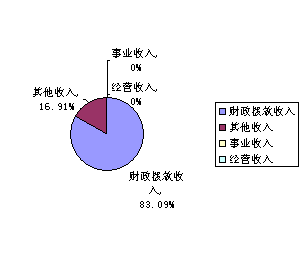 事业收入,
0%
经营收入,
0%
其他收入,
16.91%
财政拨款收
入,
83.09%
财政拨款收入
其他收入
事业收入
经营收入